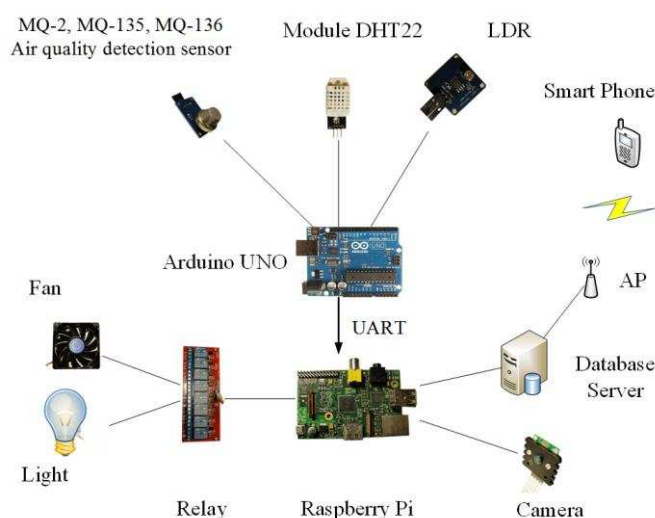 MQ-2, MQ-135, MQ-136
Air quality detection sensor
Module DHT22
LDR
Smart Phone
Arduino UNO
AP
Fan
UART
Database
Server
Light
Relay
Raspberry Pi
Camera